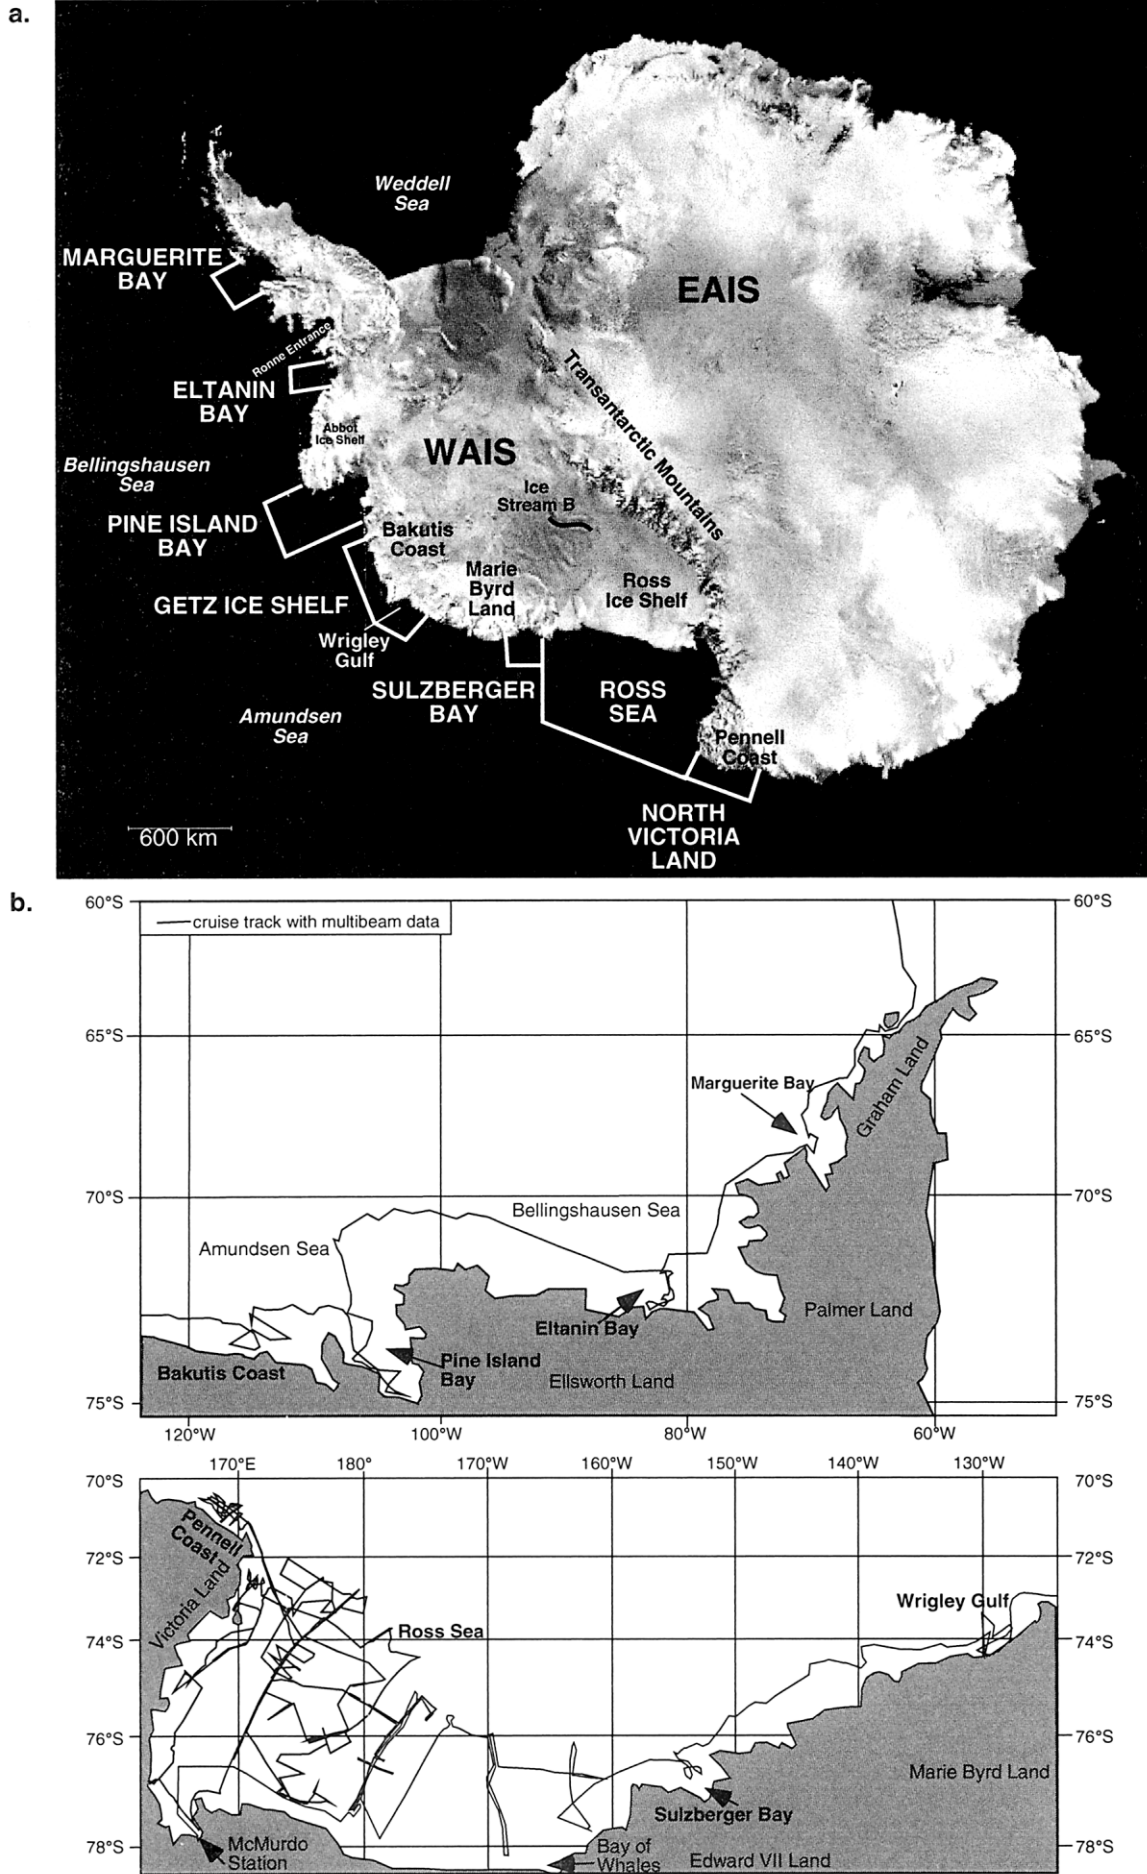 a.
Weddell
Sea
MARGUERITE
BAY
EAIS
Ronne Entrance
Transantarctic Mountains
ELTANIN
BAY
Abbot
Ice Shelf
WAIS
Bellingshausen
Sea
Ice
Stream B
PINE ISLAND
BAY
Bakutis
Coast
Marie
Byrd
Land
Ross
Ice Shelf
GETZ ICE SHELF
Wrigley
Gulf
SULZBERGER
BAY
ROSS
SEA
Amundsen
Sea
Pennell
Coast
NORTH
VICTORIA
LAND
600 km
b.
60°S
cruise track with multibeam data
60°S
65°S
65°S
Marguerite Bay
Graham Land
70°S
70°S
Bellingshausen Sea
Amundsen Sea
Palmer Land
Eltanin Bay
Pine Island
Bay
Bakutis Coast
Ellsworth Land
75°S
75°S
120°W
100°W
80°W
60°W
170°E
180°
170°W
160°W
150°W
140°W
130°W
70°S
70°S
Pennell
Coast
72°S
72°S
Victoria Land
Wrigley Gulf
Ross Sea
74°S
74°S
76°S
76°S
Marie Byrd Land
Sulzberger Bay
McMurdo
Station
Bay of
Whales
Edward VII Land
78°S
78°S